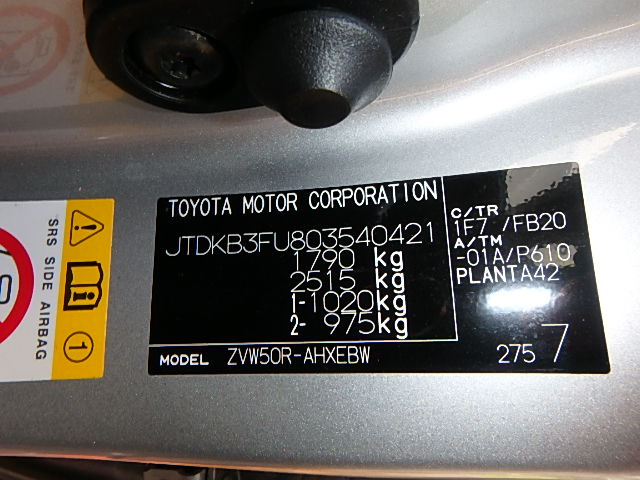 SRS SIDE AIRBAG
1
TOYOTA MOTOR CORPORATION
JTDKB3FU803540421
1790 kg
2515 kg
1-1020kg
2- 975kg
C/TR
1F7 /FB20
A/TM
-01A/P610
PLANTA42
MODEL ZVW50R-AHXEBW
275 7